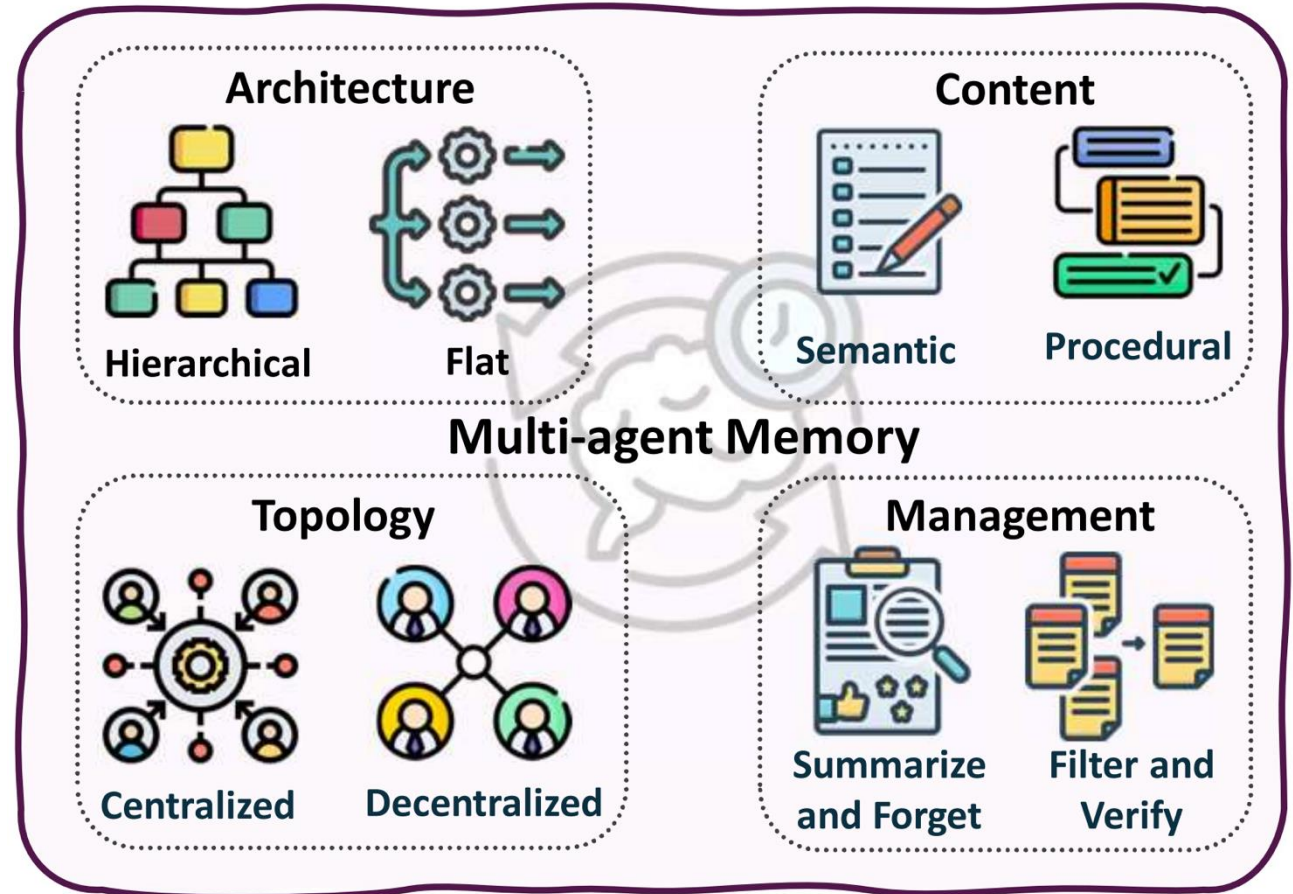 Architecture
Hierarchical
Flat
Content
Semantic
Procedural
Multi-agent Memory
Topology
Centralized
Decentralized
Management
Summarize
and Forget
Filter and
Verify